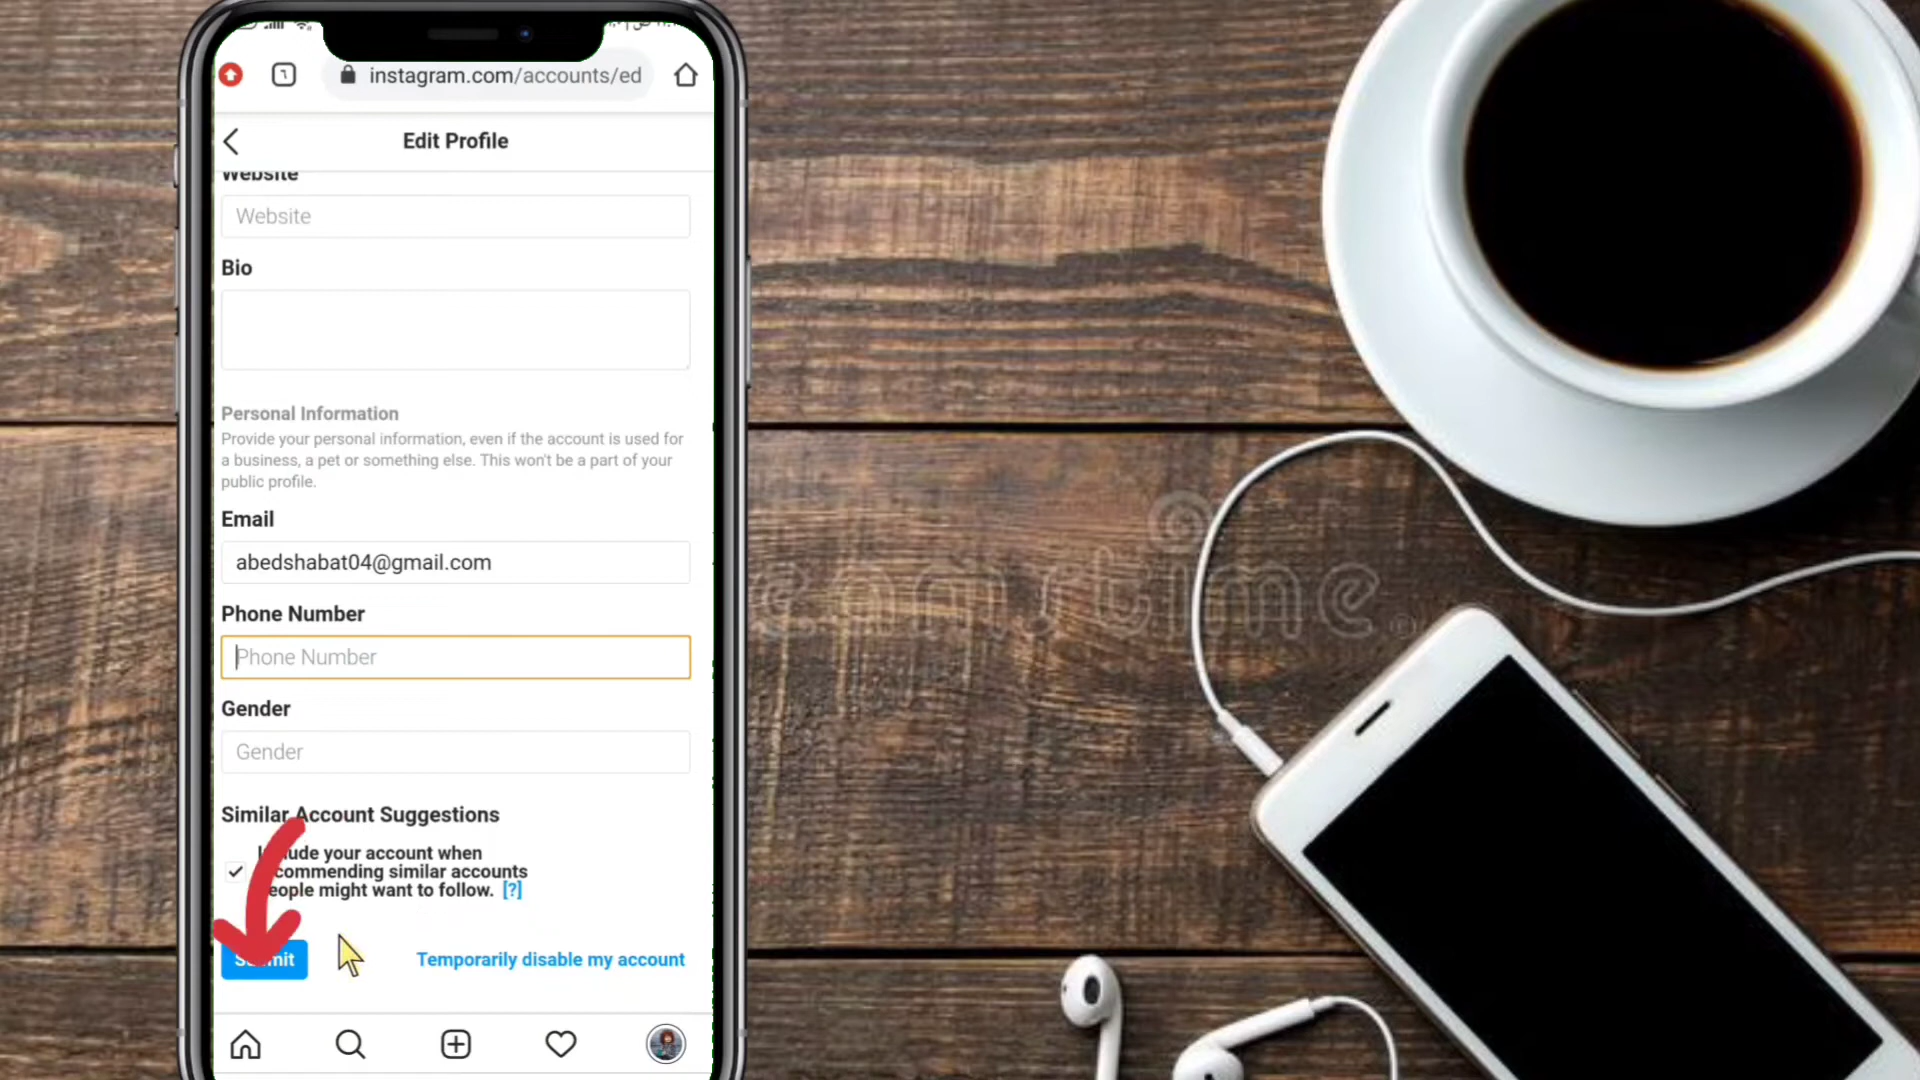 instagram.com/accounts/ed
Edit Profile
Website
Website
Bio
Personal Information
Provide your personal information, even if the account is used for
a business, a pet or something else. This won't be a part of your
public profile.
Email
abedshabat04@gmail.com
Phone Number
Phone Number
Gender
Gender
Similar Account Suggestions
your account when
similar accounts
might want to follow. [?]
Submit
Temporarily disable my account